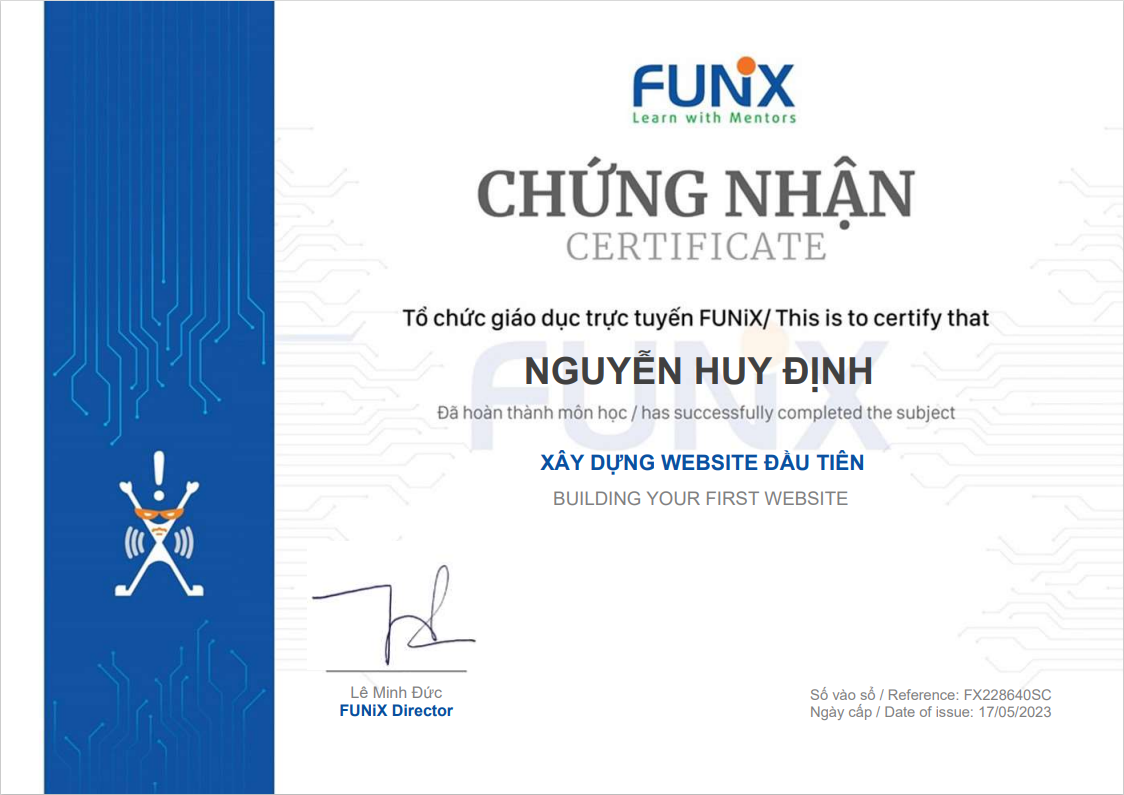 FUNiX
Learn with Mentors
CHỨNG NHẬN
CERTIFICATE
Tổ chức giáo dục trực tuyến FUNiX/ This is to certify that
NGUYỄN HUY ĐỊNH
Đã hoàn thành môn học / has successfully completed the subject
XÂY DỰNG WEBSITE ĐẦU TIÊN
BUILDING YOUR FIRST WEBSITE
Lê Minh Đức
FUNiX Director
Số vào sổ / Reference: FX228640SC
Ngày cấp / Date of issue: 17/05/2023